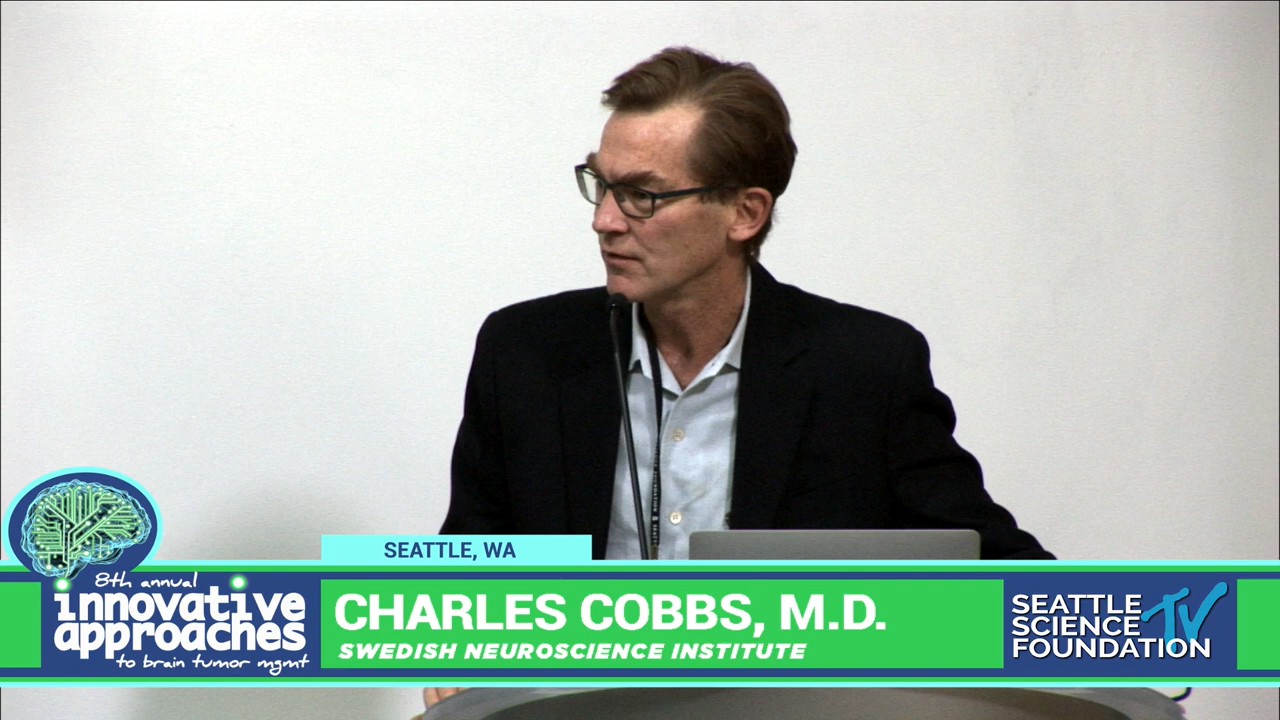 SEATTLE, WA
8th annual
innovative
approaches
to brain tumor mgmt
CHARLES COBBS, M.D.
SWEDISH NEUROSCIENCE INSTITUTE
SEATTLE
SCIENCE TV
FOUNDATION